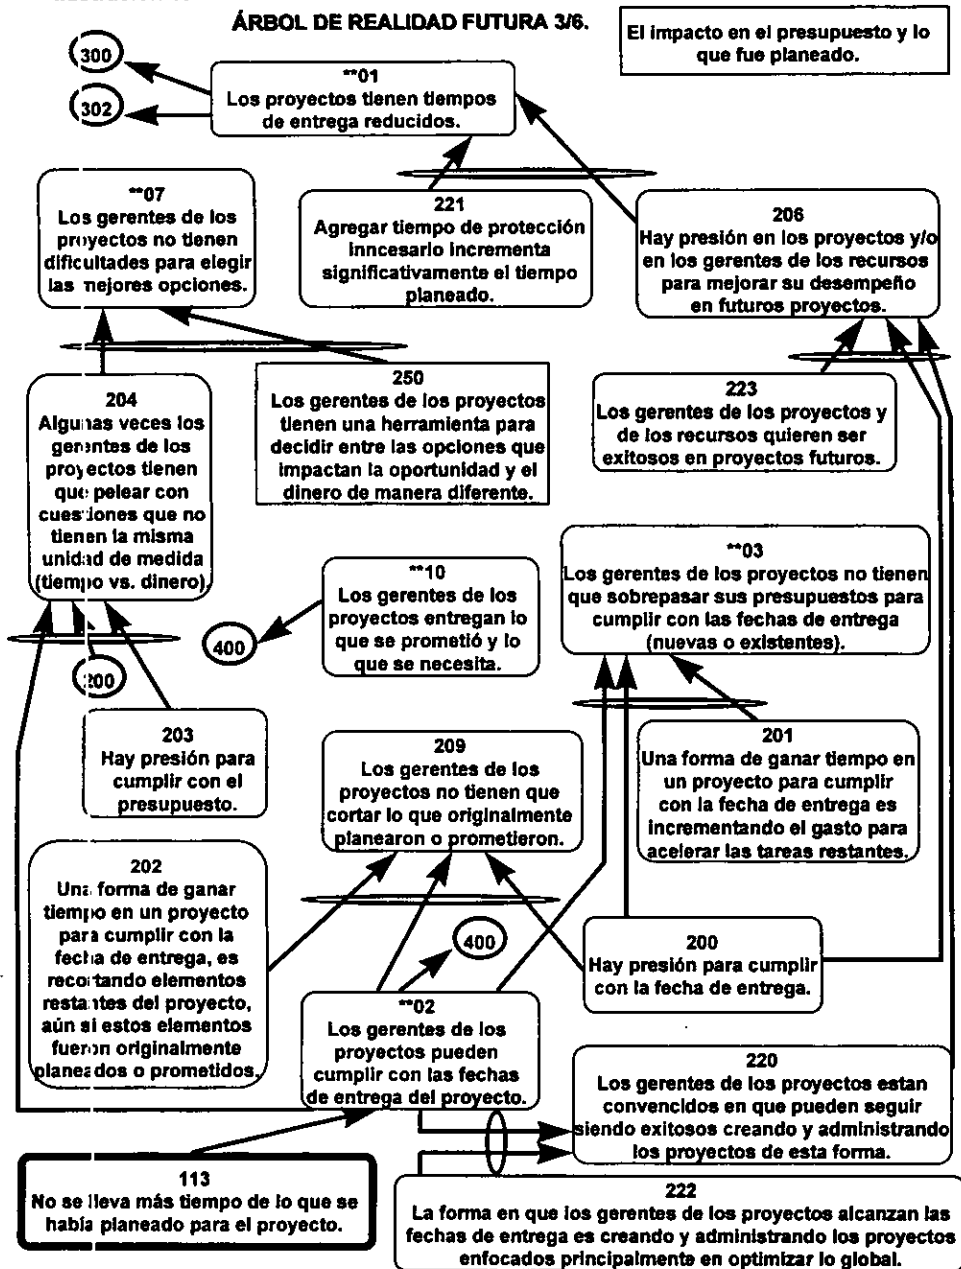 ÁRBOL DE REALIDAD FUTURA 3/6.
El impacto en el presupuesto y lo
que fue planeado.
300
302
**01
Los proyectos tienen tiempos
de entrega reducidos.
**07
Los gerentes de los
proyectos no tienen
dificultades para elegir
las mejores opciones.
221
Agregar tiempo de protección
inncesario incrementa
significativamente el tiempo
planeado.
206
Hay presión en los proyectos y/o
en los gerentes de los recursos
para mejorar su desempeño
en futuros proyectos.
204
Algunas veces los
gerentes de los
proyectos tienen
que pelear con
cuestiones que no
tienen la misma
unidad de medida
(tiempo vs. dinero)
250
Los gerentes de los proyectos
tienen una herramienta para
decidir entre las opciones que
impactan la oportunidad y el
dinero de manera diferente.
223
Los gerentes de los proyectos y
de los recursos quieren ser
exitosos en proyectos futuros.
**10
Los gerentes de los
proyectos entregan lo
que se prometió y lo
que se necesita.
400
**03
Los gerentes de los proyectos no tienen
que sobrepasar sus presupuestos para
cumplir con las fechas de entrega
(nuevas o existentes).
200
203
Hay presión para
cumplir con el
presupuesto.
209
Los gerentes de los
proyectos no tienen que
cortar lo que originalmente
planearon o prometieron.
201
Una forma de ganar tiempo en
un proyecto para cumplir
con la fecha de entrega es
incrementando el gasto para
acelerar las tareas restantes.
202
Una forma de ganar
tiempo en un proyecto
para cumplir con la
fecha de entrega, es
recortando elementos
restantes del proyecto,
aún si estos elementos
fueron originalmente
planeados o prometidos.
400
200
Hay presión para cumplir
con la fecha de entrega.
**02
Los gerentes de los
proyectos pueden
cumplir con las fechas
de entrega del proyecto.
220
Los gerentes de los proyectos estan
convencidos en que pueden seguir
siendo exitosos creando y administrando
los proyectos de esta forma.
113
No se lleva más tiempo de lo que se
había planeado para el proyecto.
222
La forma en que los gerentes de los proyectos alcanzan las
fechas de entrega es creando y administrando los proyectos
enfocados principalmente en optimizar lo global.